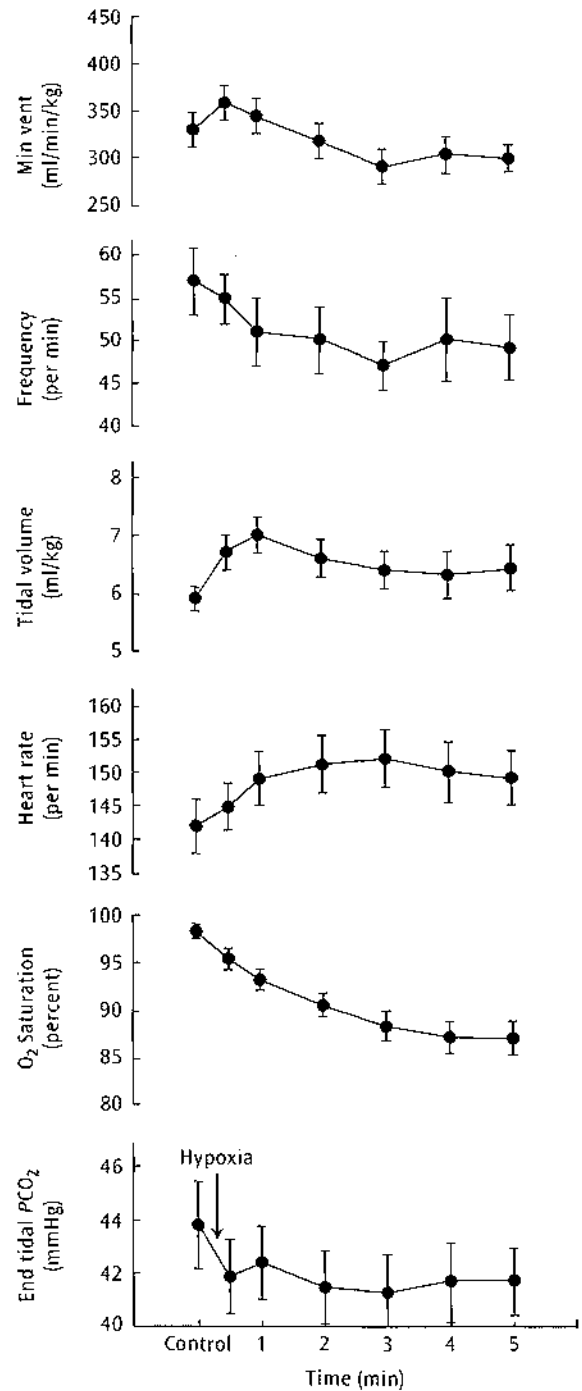 450
400
350
300
250
Min vent
(ml/min/kg)
60
55
50
45
40
Frequency
(per min)
8
7
6
5
Tidal volume
(ml/kg)
160
155
150
145
140
135
Heart rate
(per min)
100
95
90
85
80
O₂ Saturation
(percent)
Hypoxia
46
44
42
40
End tidal PCO₂
(mmHg)
Control 1 2 3 4 5
Time (min)